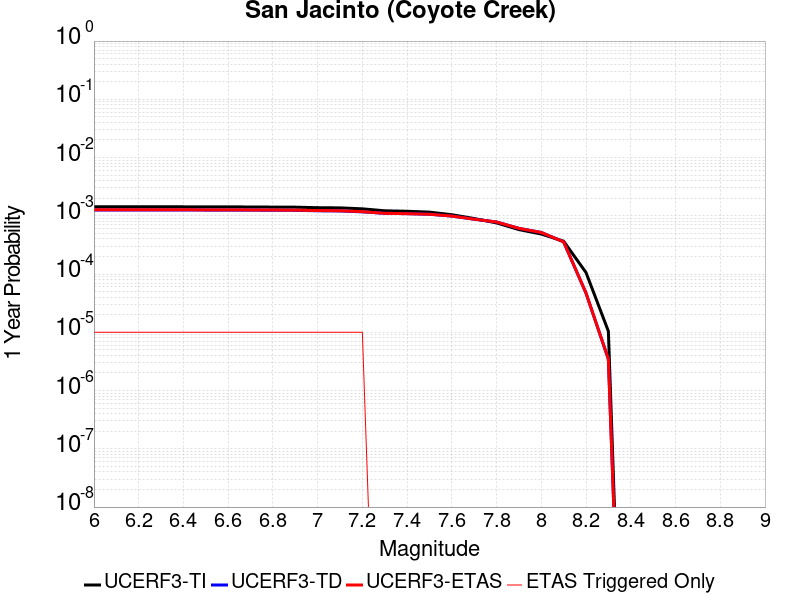 San Jacinto (Coyote Creek)
10^0
10^-1
10^-2
10^-3
10^-4
10^-5
10^-6
10^-7
10^-8
1 Year Probability
6 6.2 6.4 6.6 6.8 7 7.2 7.4 7.6 7.8 8 8.2 8.4 8.6 8.8 9
Magnitude
UCERF3-TI UCERF3-TD UCERF3-ETAS ETAS Triggered Only